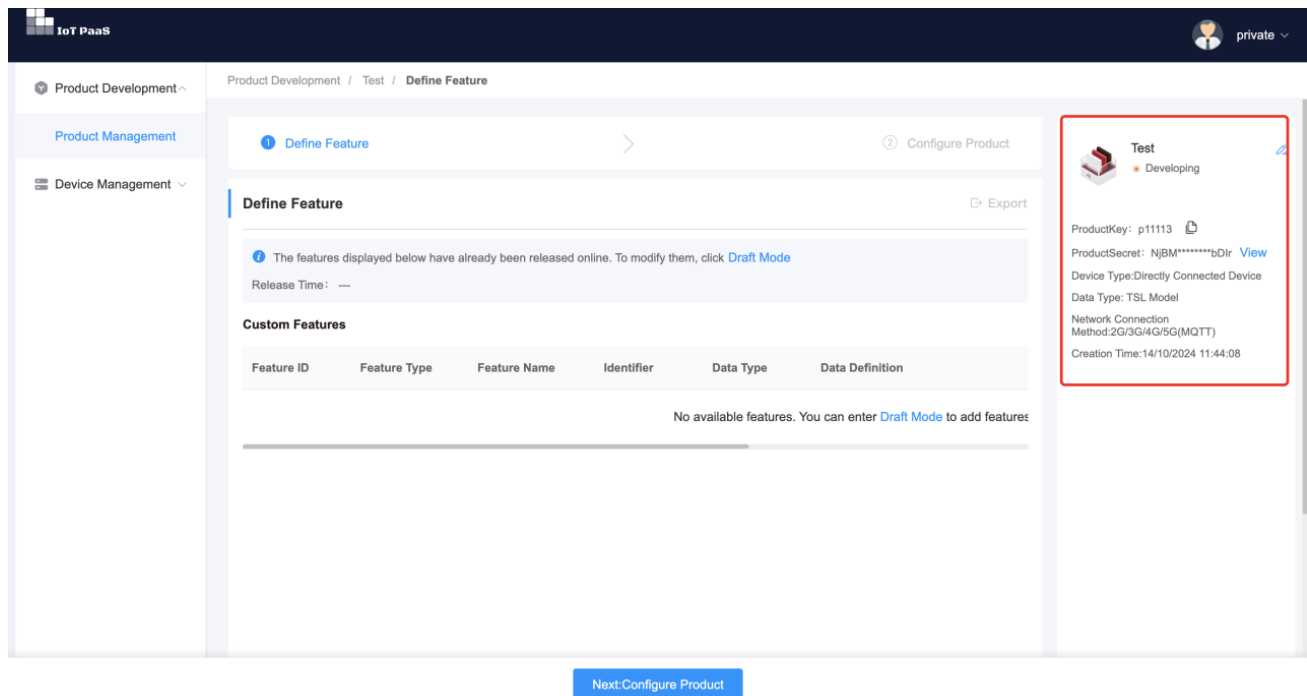 IoT PaaS
private
Product Development
Product Management
Device Management
Product Development / Test / Define Feature
1 Define Feature
2 Configure Product
Define Feature
Export
i The features displayed below have already been released online. To modify them, click Draft Mode
Release Time: ---
Custom Features
Feature ID Feature Type Feature Name Identifier Data Type Data Definition
No available features. You can enter Draft Mode to add features
Test
Developing
ProductKey: p11113
ProductSecret: NjBM********bDIr View
Device Type:Directly Connected Device
Data Type: TSL Model
Network Connection
Method:2G/3G/4G/5G(MQTT)
Creation Time:14/10/2024 11:44:08
Next:Configure Product